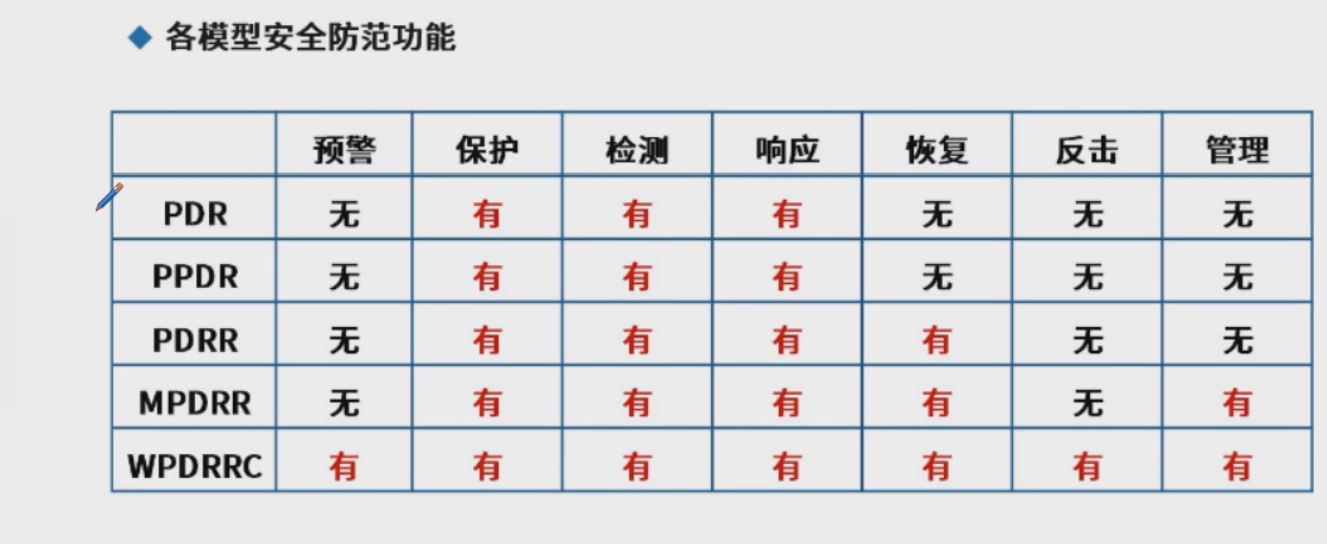 各模型安全防范功能
预警 保护 检测 响应 恢复 反击 管理
PDR 无 有 有 有 无 无 无
PPDR 无 有 有 有 无 无 无
PDRR 无 有 有 有 有 无 无
MPDRR 无 有 有 有 有 无 有
WPDRRC 有 有 有 有 有 有 有